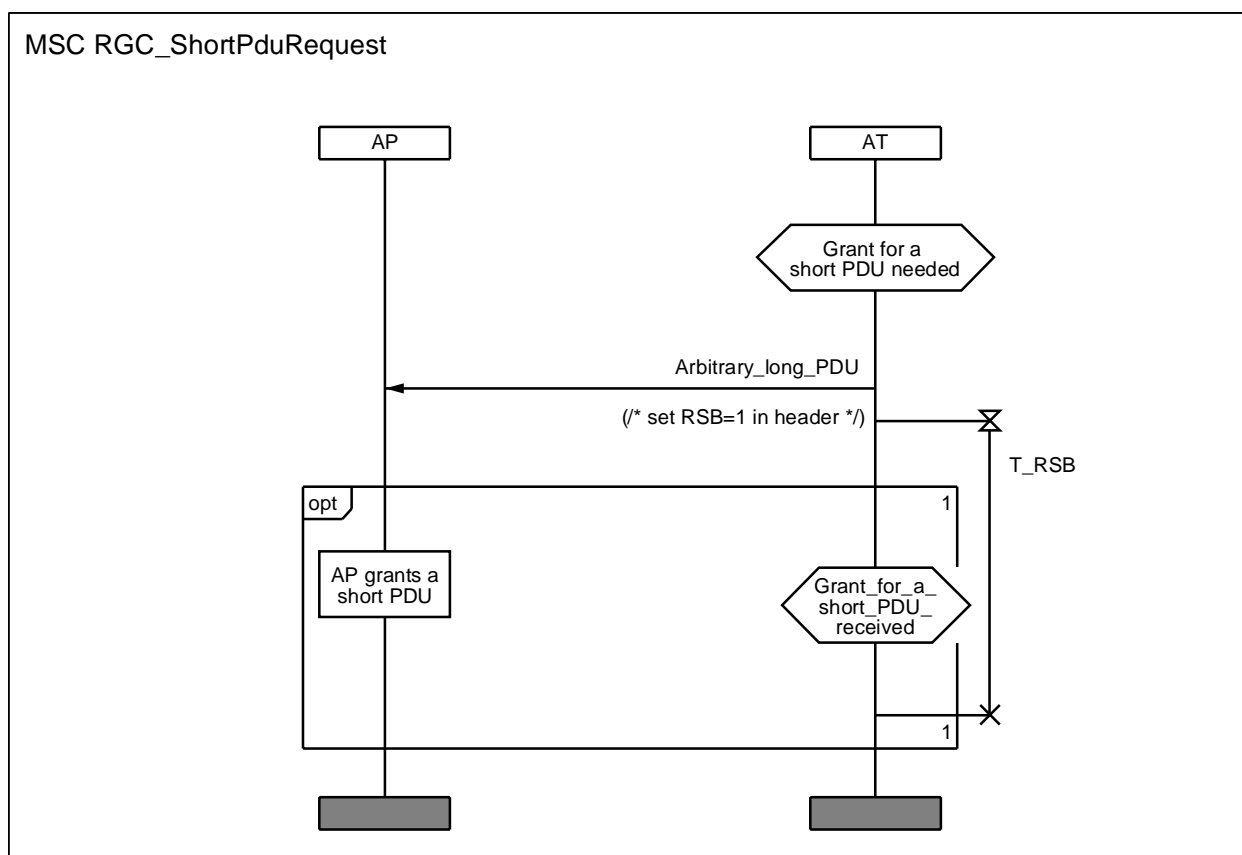 MSC RGC_ShortPduRequest
AP
AT
Grant for a
short PDU needed
Arbitrary_long_PDU
(/* set RSB=1 in header */)
T_RSB
opt
1
AP grants a
short PDU
Grant_for_a_
short_PDU_
received
1